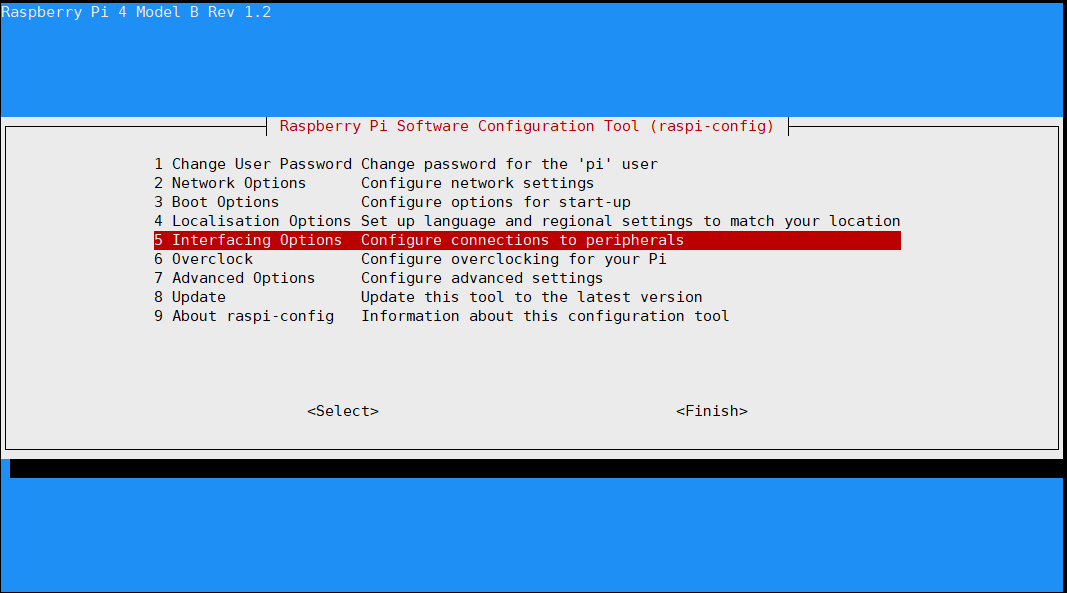 Raspberry Pi 4 Model B Rev 1.2
Raspberry Pi Software Configuration Tool (raspi-config)
1 Change User Password Change password for the 'pi' user
2 Network Options Configure network settings
3 Boot Options Configure options for start-up
4 Localisation Options Set up language and regional settings to match your location
5 Interfacing Options Configure connections to peripherals
6 Overclock Configure overclocking for your Pi
7 Advanced Options Configure advanced settings
8 Update Update this tool to the latest version
9 About raspi-config Information about this configuration tool
<Select> <Finish>